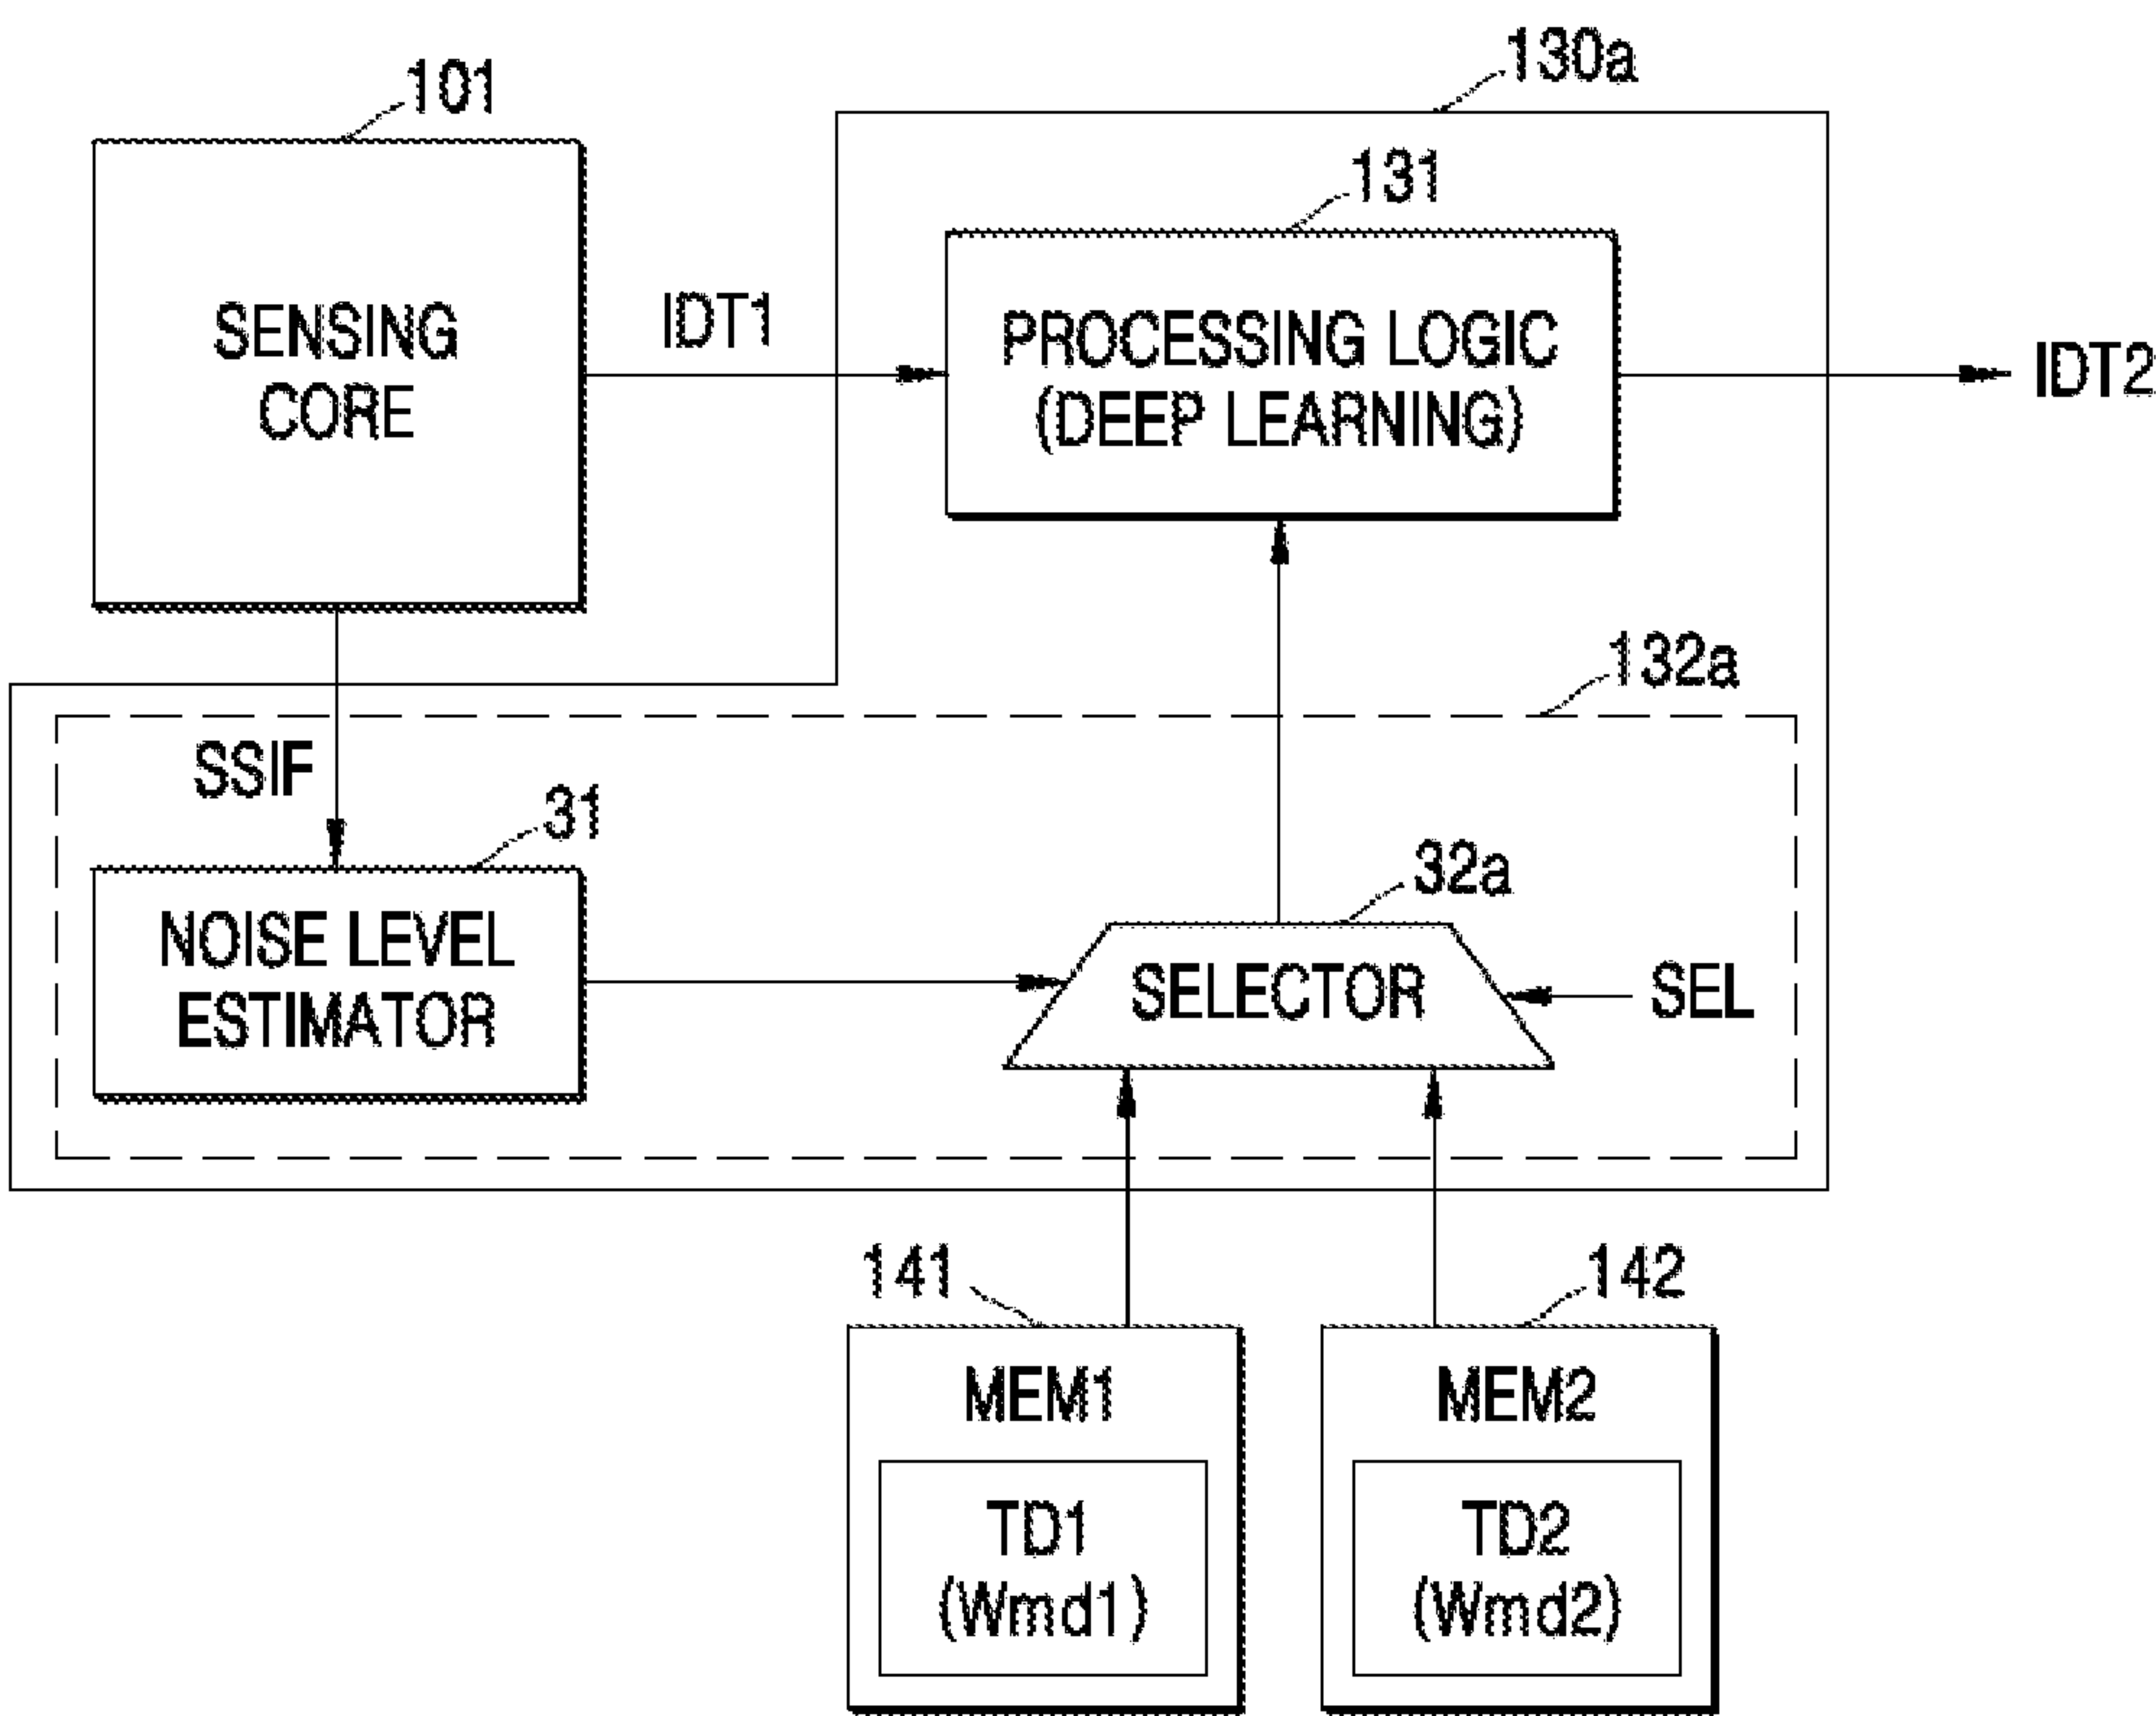 130a
101
131
SENSING
CORE
IDT1
PROCESSING LOGIC
(DEEP LEARNING)
IDT2
132a
SSIF
31
32a
NOISE LEVEL
ESTIMATOR
SELECTOR
SEL
141
142
MEM1
MEM2
TD1
(Wmd1)
TD2
(Wmd2)